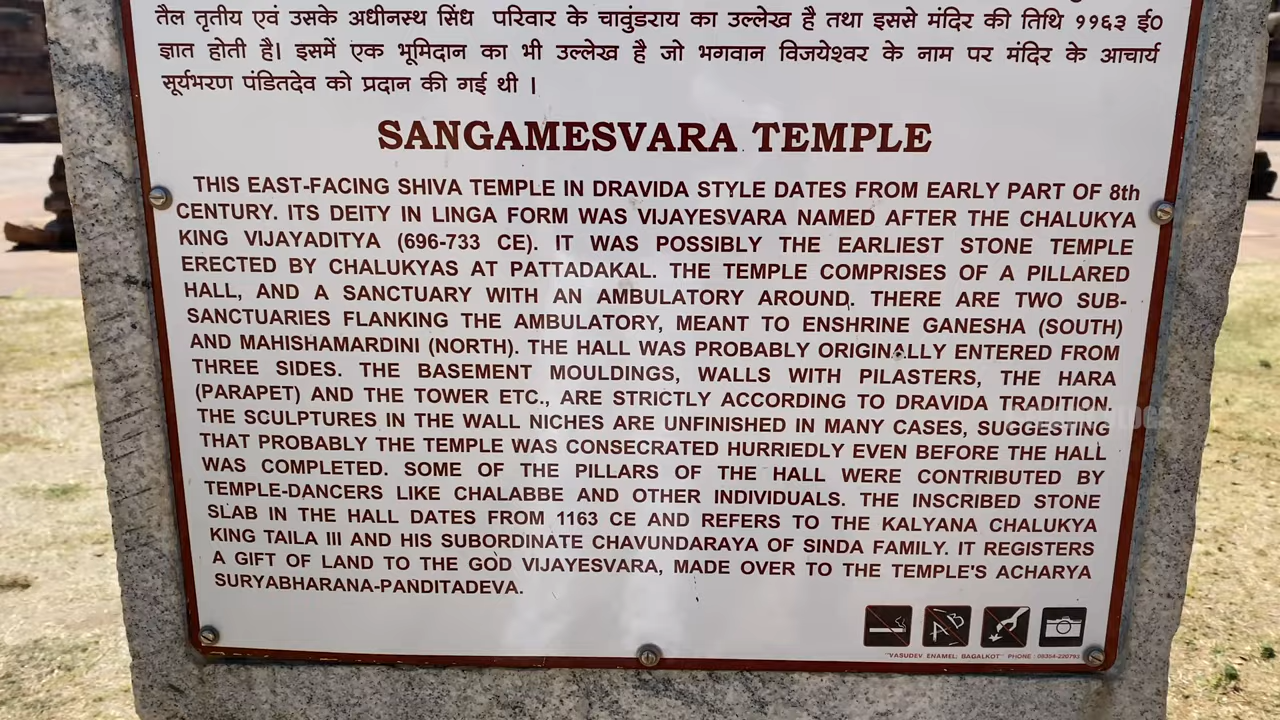 तैल तृतीय एवं उसके अधीनस्थ सिंध परिवार के चावुंडराय का उल्लेख है तथा इससे मंदिर की तिथि ११६३ ई०
ज्ञात होती है। इसमें एक भूमिदान का भी उल्लेख है जो भगवान विजयेश्वर के नाम पर मंदिर के आचार्य
सूर्यभरण पंडितदेव को प्रदान की गई थी ।
SANGAMESVARA TEMPLE
THIS EAST-FACING SHIVA TEMPLE IN DRAVIDA STYLE DATES FROM EARLY PART OF 8th
CENTURY. ITS DEITY IN LINGA FORM WAS VIJAYESVARA NAMED AFTER THE CHALUKYA
KING VIJAYADITYA (696-733 CE). IT WAS POSSIBLY THE EARLIEST STONE TEMPLE
ERECTED BY CHALUKYAS AT PATTADAKAL. THE TEMPLE COMPRISES OF A PILLARED
HALL, AND A SANCTUARY WITH AN AMBULATORY AROUND. THERE ARE TWO SUB-
SANCTUARIES FLANKING THE AMBULATORY, MEANT TO ENSHRINE GANESHA (SOUTH)
AND MAHISHAMARDINI (NORTH). THE HALL WAS PROBABLY ORIGINALLY ENTERED FROM
THREE SIDES. THE BASEMENT MOULDINGS, WALLS WITH PILASTERS, THE HARA
(PARAPET) AND THE TOWER ETC., ARE STRICTLY ACCORDING TO DRAVIDA TRADITION.
THE SCULPTURES IN THE WALL NICHES ARE UNFINISHED IN MANY CASES, SUGGESTING
THAT PROBABLY THE TEMPLE WAS CONSECRATED HURRIEDLY EVEN BEFORE THE HALL
WAS COMPLETED. SOME OF THE PILLARS OF THE HALL WERE CONTRIBUTED BY
TEMPLE-DANCERS LIKE CHALABBE AND OTHER INDIVIDUALS. THE INSCRIBED STONE
SLAB IN THE HALL DATES FROM 1163 CE AND REFERS TO THE KALYANA CHALUKYA
KING TAILA III AND HIS SUBORDINATE CHAVUNDARAYA OF SINDA FAMILY. IT REGISTERS
A GIFT OF LAND TO THE GOD VIJAYESVARA, MADE OVER TO THE TEMPLE'S ACHARYA
SURYABHARANA-PANDITADEVA.
"VASUDEV ENAMEL: BAGALKOT" PHONE : 08354-220793